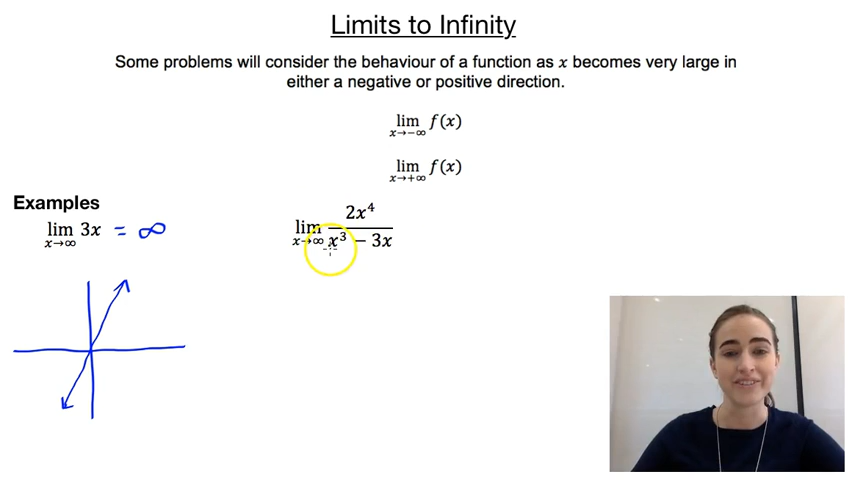 Limits to Infinity
Some problems will consider the behaviour of a function as x becomes very large in
either a negative or positive direction.
lim f(x)
x→−∞
lim f(x)
x→+∞
Examples
lim 3x = ∞
x→∞
lim 2x⁴
x→∞ x³ − 3x